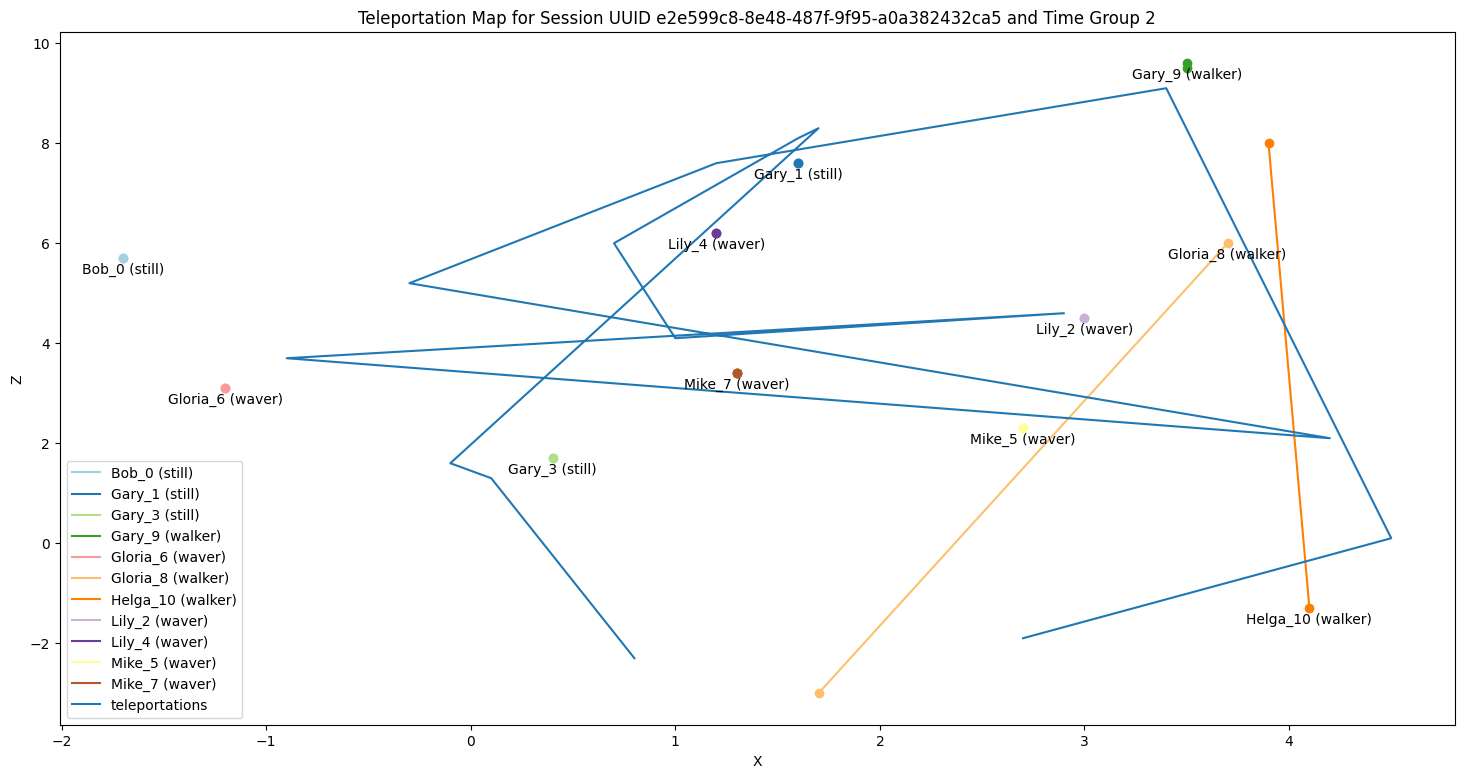 Teleportation Map for Session UUID e2e599c8-8e48-487f-9f95-a0a382432ca5 and Time Group 2
10
Gary_9 (walker)
8
Gary_1 (still)
6
Lily_4 (waver)
Gloria_8 (walker)
Bob_0 (still)
Lily_2 (waver)
4
Z
Mike_7 (waver)
Gloria_6 (waver)
2
Mike_5 (waver)
Gary_3 (still)
0
Helga_10 (walker)
−2
Bob_0 (still)
Gary_1 (still)
Gary_3 (still)
Gary_9 (walker)
Gloria_6 (waver)
Gloria_8 (walker)
Helga_10 (walker)
Lily_2 (waver)
Lily_4 (waver)
Mike_5 (waver)
Mike_7 (waver)
teleportations
−2 −1 0 1 2 3 4
X